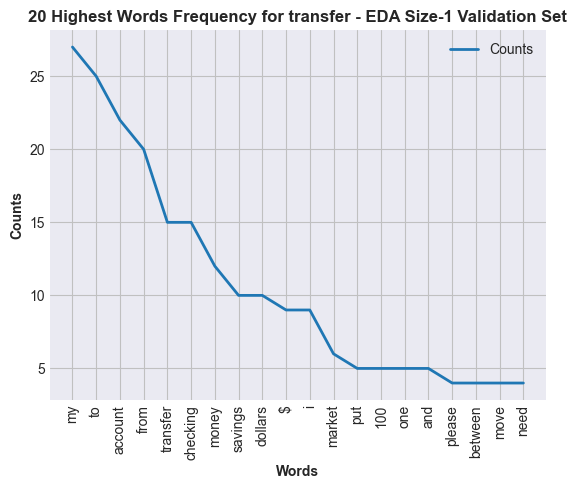 20 Highest Words Frequency for transfer - EDA Size-1 Validation Set
Counts
25
20
15
10
5
Counts
my
to
account
from
transfer
checking
money
savings
dollars
$
i
market
put
100
one
and
please
between
move
need
Words